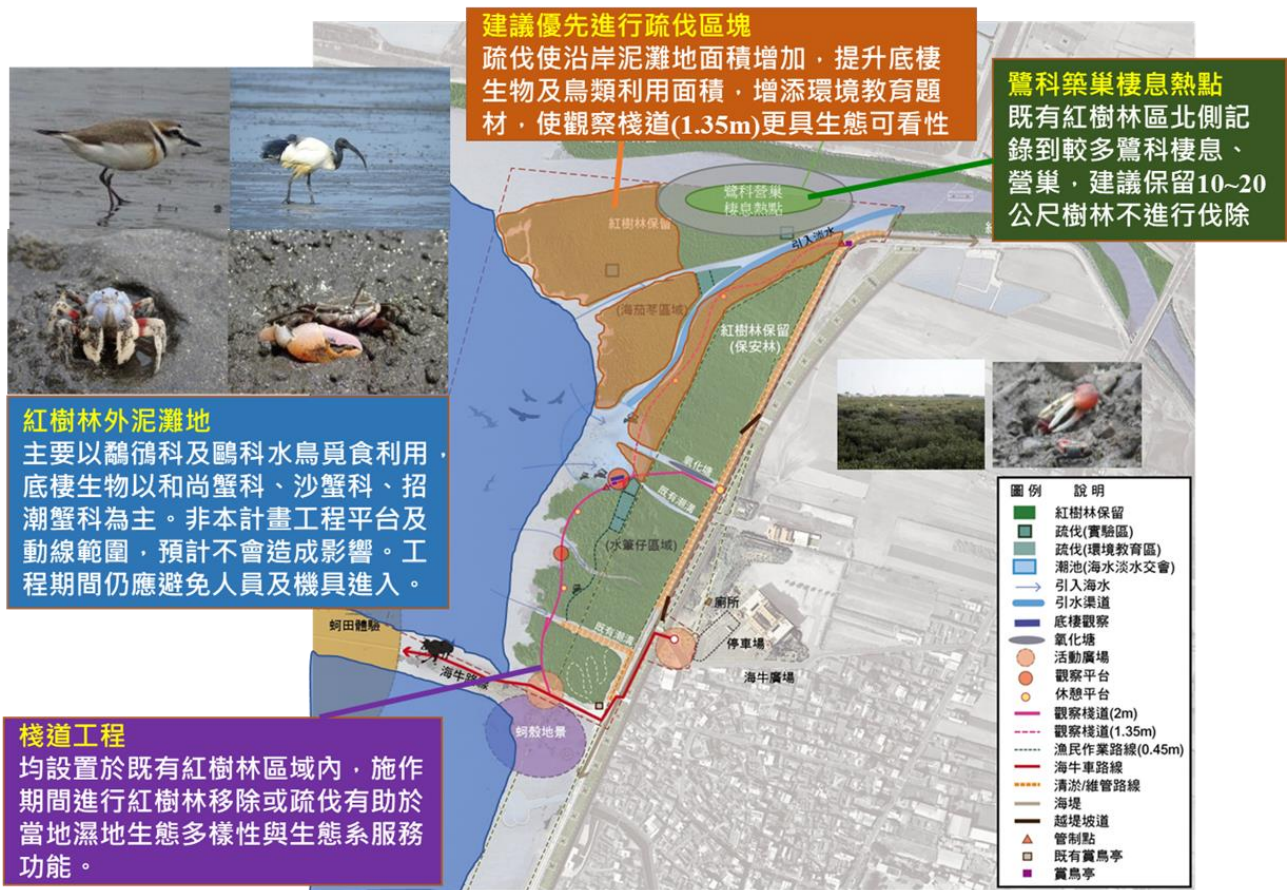 建議優先進行疏伐區塊
疏伐使沿岸泥灘地面積增加，提升底棲
生物及鳥類利用面積，增添環境教育題
材，使觀察棧道(1.35m)更具生態可看性
鷺科築巢棲息熱點
既有紅樹林區北側記
錄到較多鷺科棲息、
營巢，建議保留10~20
公尺樹林不進行伐除
鷺科營巢
棲息熱點
紅樹林保留
引入淡水
(海茄苳區域)
紅樹林保留
(保安林)
紅樹林外泥灘地
主要以鷸鴴科及鷗科水鳥覓食利用，
底棲生物以和尚蟹科、沙蟹科、招
潮蟹科為主。非本計畫工程平台及
動線範圍，預計不會造成影響。工
程期間仍應避免人員及機具進入。
氧化塘
既有潮溝
(水筆仔區域)
廁所
停車場
海牛廣場
既有潮溝
蚵田體驗
海牛路線
蚵殼地景
棧道工程
均設置於既有紅樹林區域內，施作
期間進行紅樹林移除或疏伐有助於
當地濕地生態多樣性與生態系服務
功能。
圖例 說明
紅樹林保留
疏伐(實驗區)
疏伐(環境教育區)
潮池(海水淡水交會)
引入海水
引水渠道
底棲觀察
氧化塘
活動廣場
觀察平台
休憩平台
觀察棧道(2m)
觀察棧道(1.35m)
漁民作業路線(0.45m)
海牛車路線
清淤/維管路線
海堤
越堤坡道
管制點
既有賞鳥亭
賞鳥亭